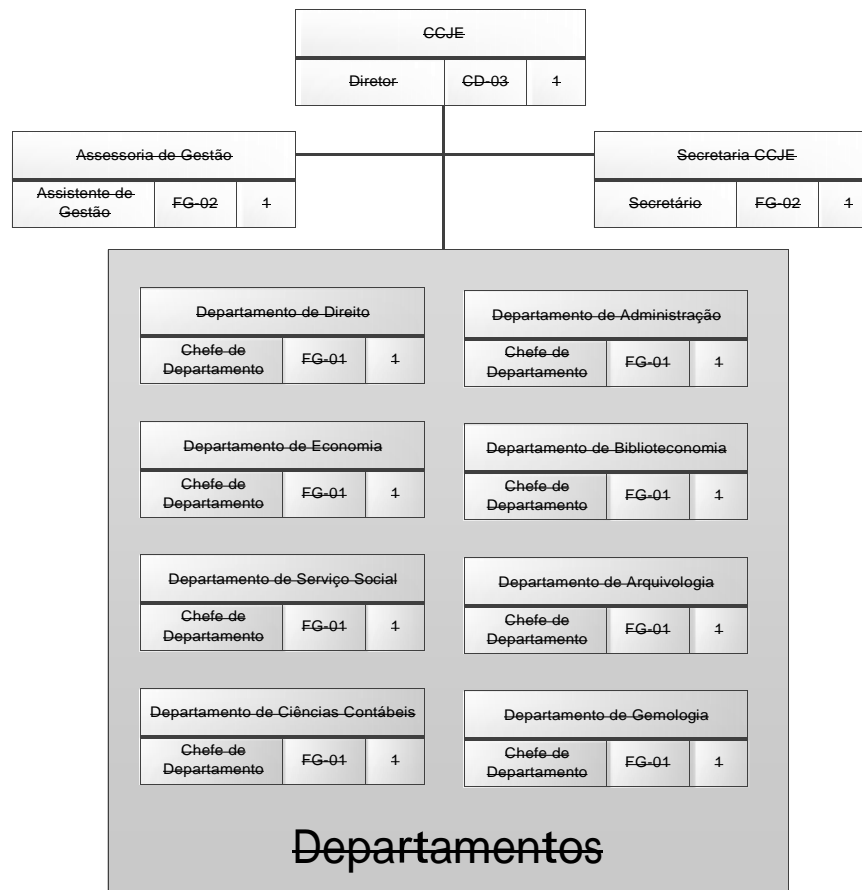 CCJE
Diretor CD-03 1
Assessoria de Gestão
Assistente de
Gestão FG-02 1
Secretaria CCJE
Secretário FG-02 1
Departamento de Direito
Chefe de
Departamento FG-01 1
Departamento de Administração
Chefe de
Departamento FG-01 1
Departamento de Economia
Chefe de
Departamento FG-01 1
Departamento de Biblioteconomia
Chefe de
Departamento FG-01 1
Departamento de Serviço Social
Chefe de
Departamento FG-01 1
Departamento de Arquivologia
Chefe de
Departamento FG-01 1
Departamento de Ciências Contábeis
Chefe de
Departamento FG-01 1
Departamento de Gemologia
Chefe de
Departamento FG-01 1
Departamentos